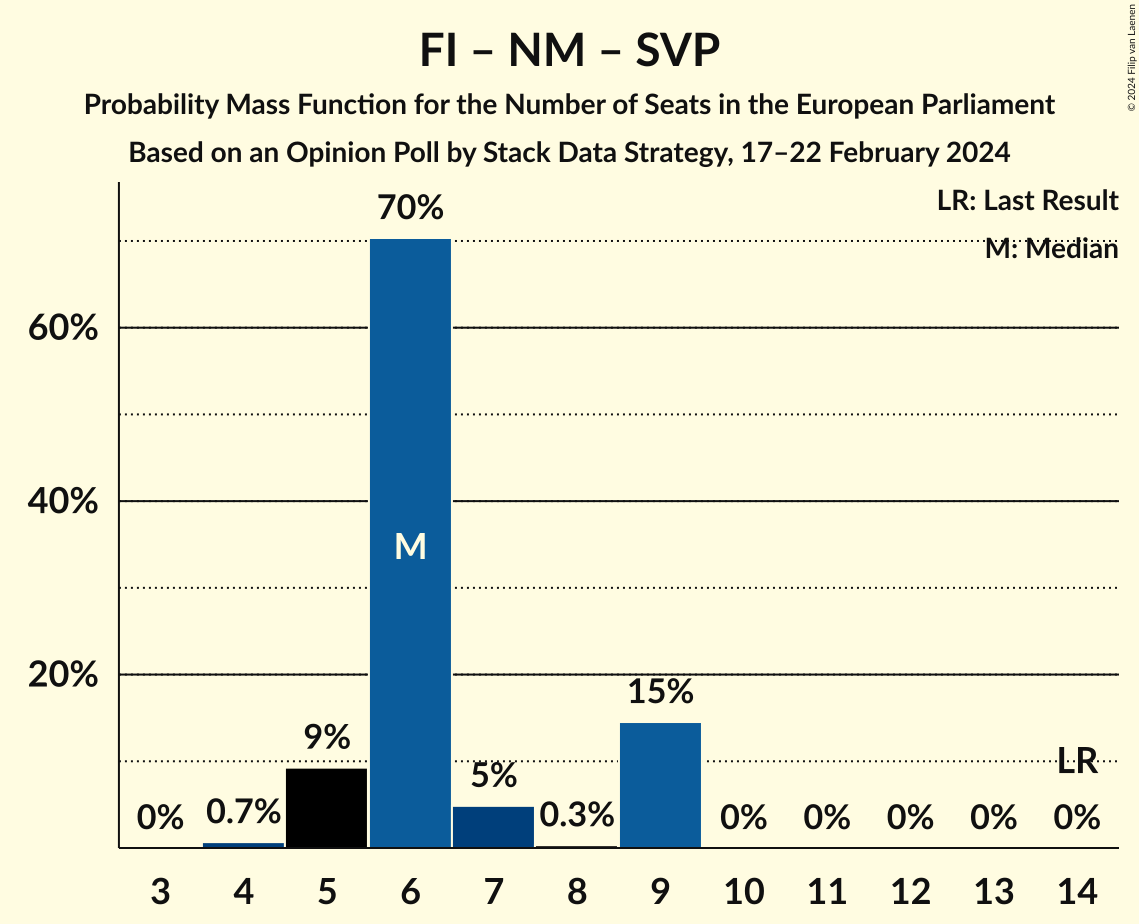 FI – NM – SVP
Probability Mass Function for the Number of Seats in the European Parliament
Based on an Opinion Poll by Stack Data Strategy, 17–22 February 2024
© 2024 Filip van Laenen
LR: Last Result
M: Median
60%
40%
20%
0%
0.7%
9%
70%
M
5%
0.3%
15%
0%
0%
0%
0%
LR
0%
3 4 5 6 7 8 9 10 11 12 13 14